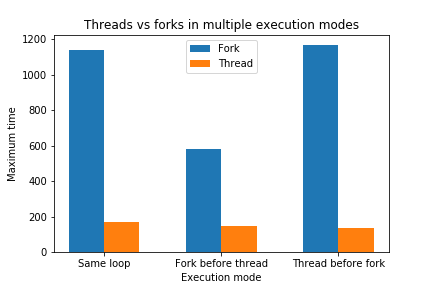 Threads vs forks in multiple execution modes
Fork
Thread
Maximum time
1200
1000
800
600
400
200
0
Same loop
Fork before thread
Thread before fork
Execution mode